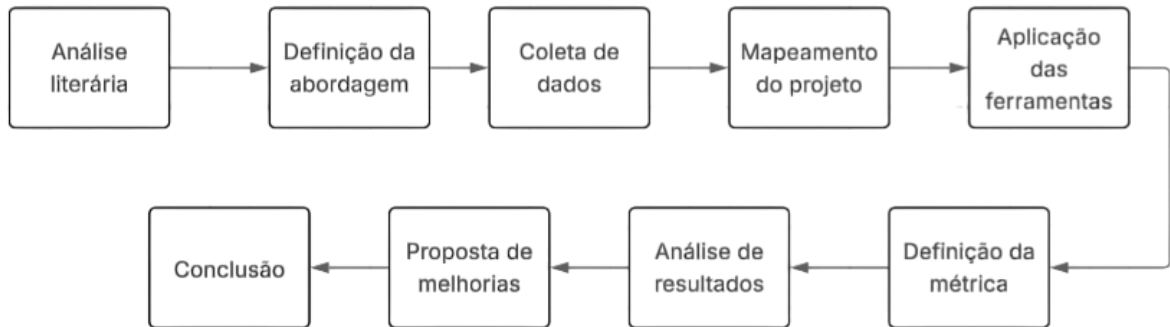 Análise
literária
Definição da
abordagem
Coleta de
dados
Mapeamento
do projeto
Aplicação
das
ferramentas
Definição da
métrica
Análise de
resultados
Proposta de
melhorias
Conclusão